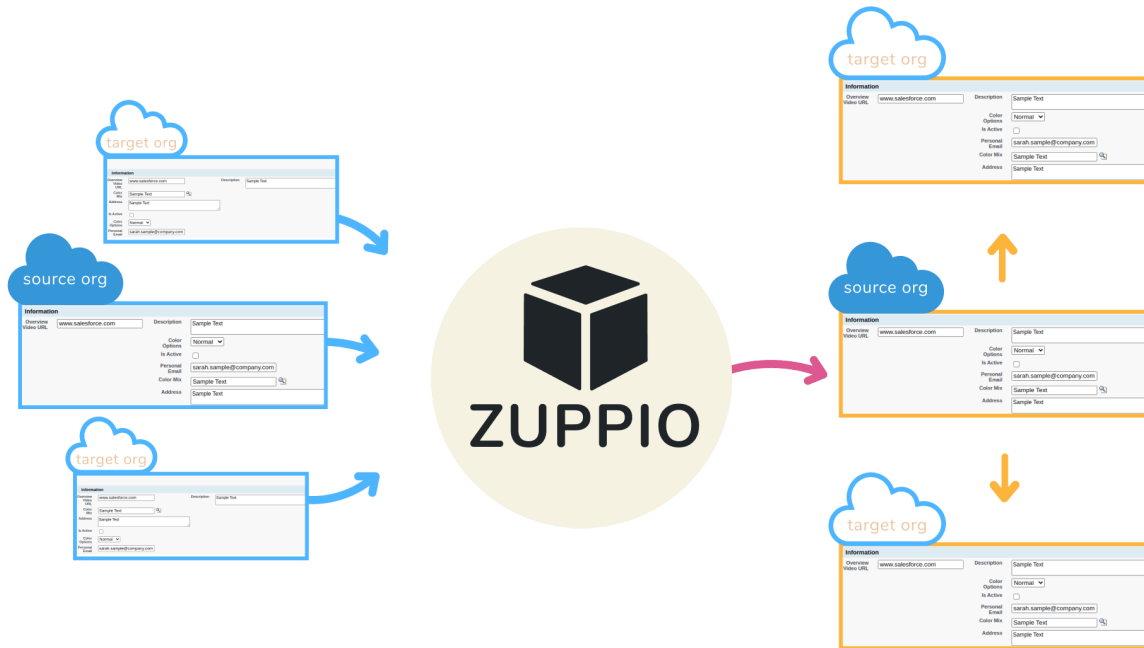 target org
Information
Overview Video URL www.salesforce.com Description Sample Text
Color Mix Sample Text
Address Sample Text
Is Active
Color Options Normal
Personal Email sarah.sample@company.com
source org
Information
Overview Video URL www.salesforce.com Description Sample Text
Color Options Normal
Is Active
Personal Email sarah.sample@company.com
Color Mix Sample Text
Address Sample Text
target org
Information
Overview Video URL www.salesforce.com Description Sample Text
Color Mix Sample Text
Address Sample Text
Is Active
Color Options Normal
Personal Email sarah.sample@company.com
ZUPPIO
target org
Information
Overview Video URL www.salesforce.com Description Sample Text
Color Options Normal
Is Active
Personal Email sarah.sample@company.com
Color Mix Sample Text
Address Sample Text
source org
Information
Overview Video URL www.salesforce.com Description Sample Text
Color Options Normal
Is Active
Personal Email sarah.sample@company.com
Color Mix Sample Text
Address Sample Text
target org
Information
Overview Video URL www.salesforce.com Description Sample Text
Color Options Normal
Is Active
Personal Email sarah.sample@company.com
Color Mix Sample Text
Address Sample Text